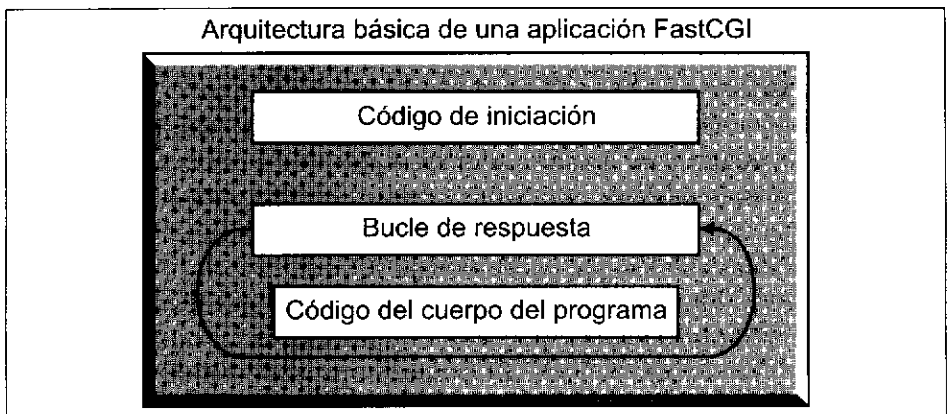 Arquitectura básica de una aplicación FastCGI
Código de iniciación
Bucle de respuesta
Código del cuerpo del programa